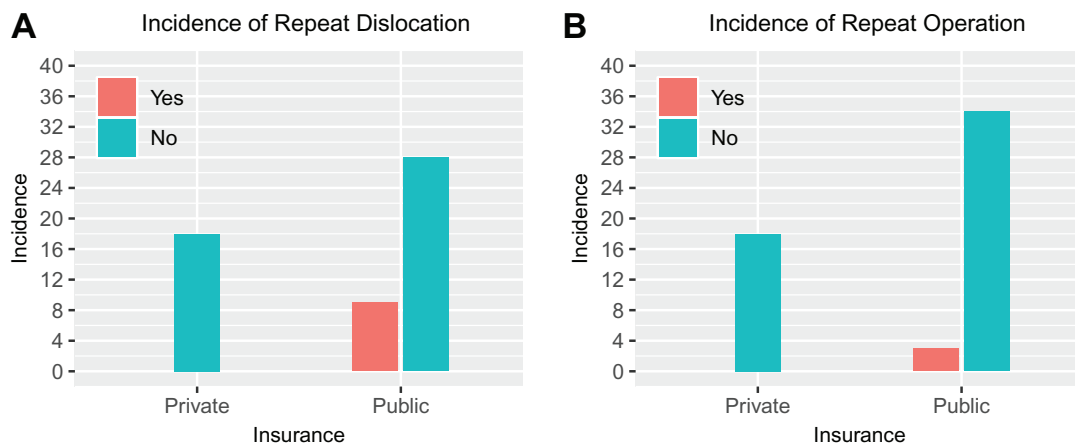 A
Incidence of Repeat Dislocation
40
36
32
28
24
20
16
12
8
4
0
Incidence
Yes
No
Private
Public
Insurance
B
Incidence of Repeat Operation
40
36
32
28
24
20
16
12
8
4
0
Incidence
Yes
No
Private
Public
Insurance